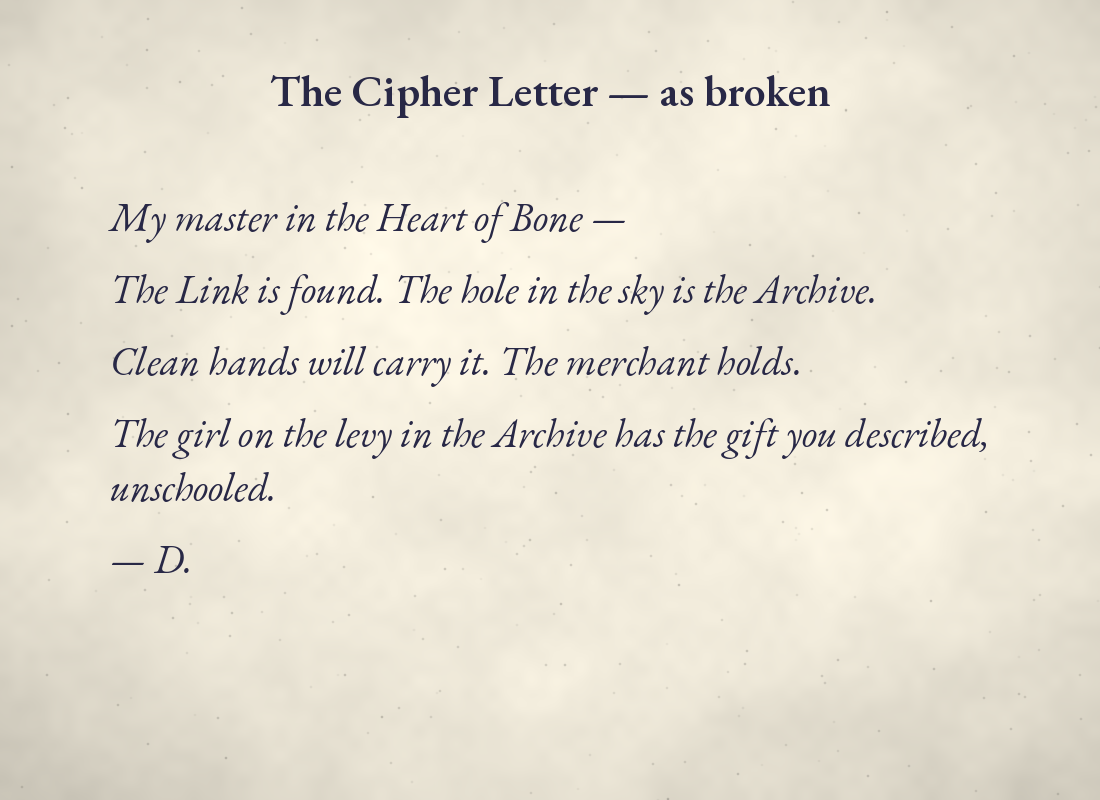 The Cipher Letter — as broken
My master in the Heart of Bone —
The Link is found. The hole in the sky is the Archive.
Clean hands will carry it. The merchant holds.
The girl on the levy in the Archive has the gift you described,
unschooled.
— D.